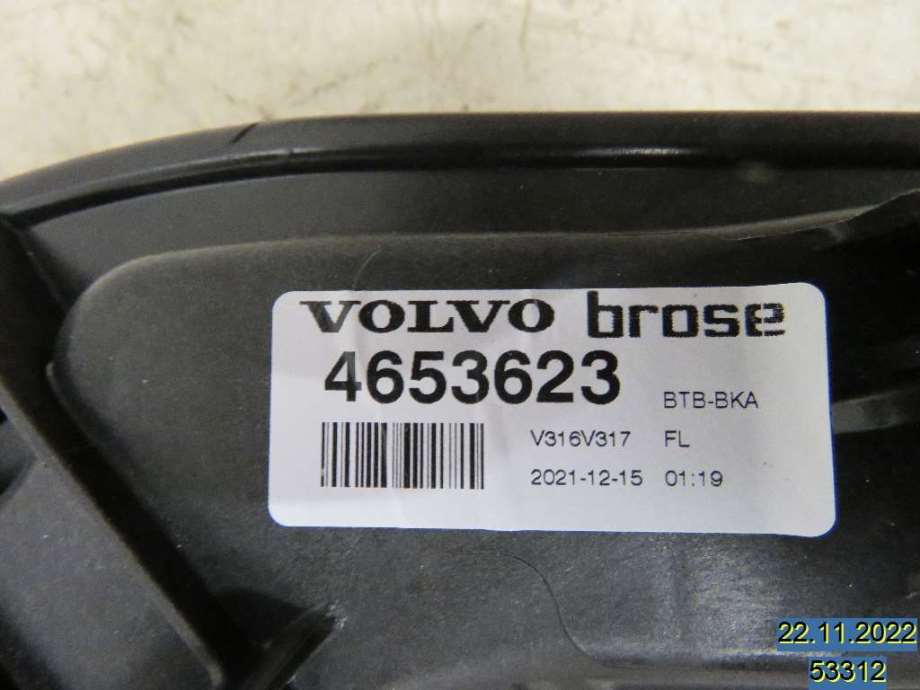 VOLVO brose
4653623 BTB-BKA
V316V317 FL
2021-12-15 01:19
22.11.2022
53312